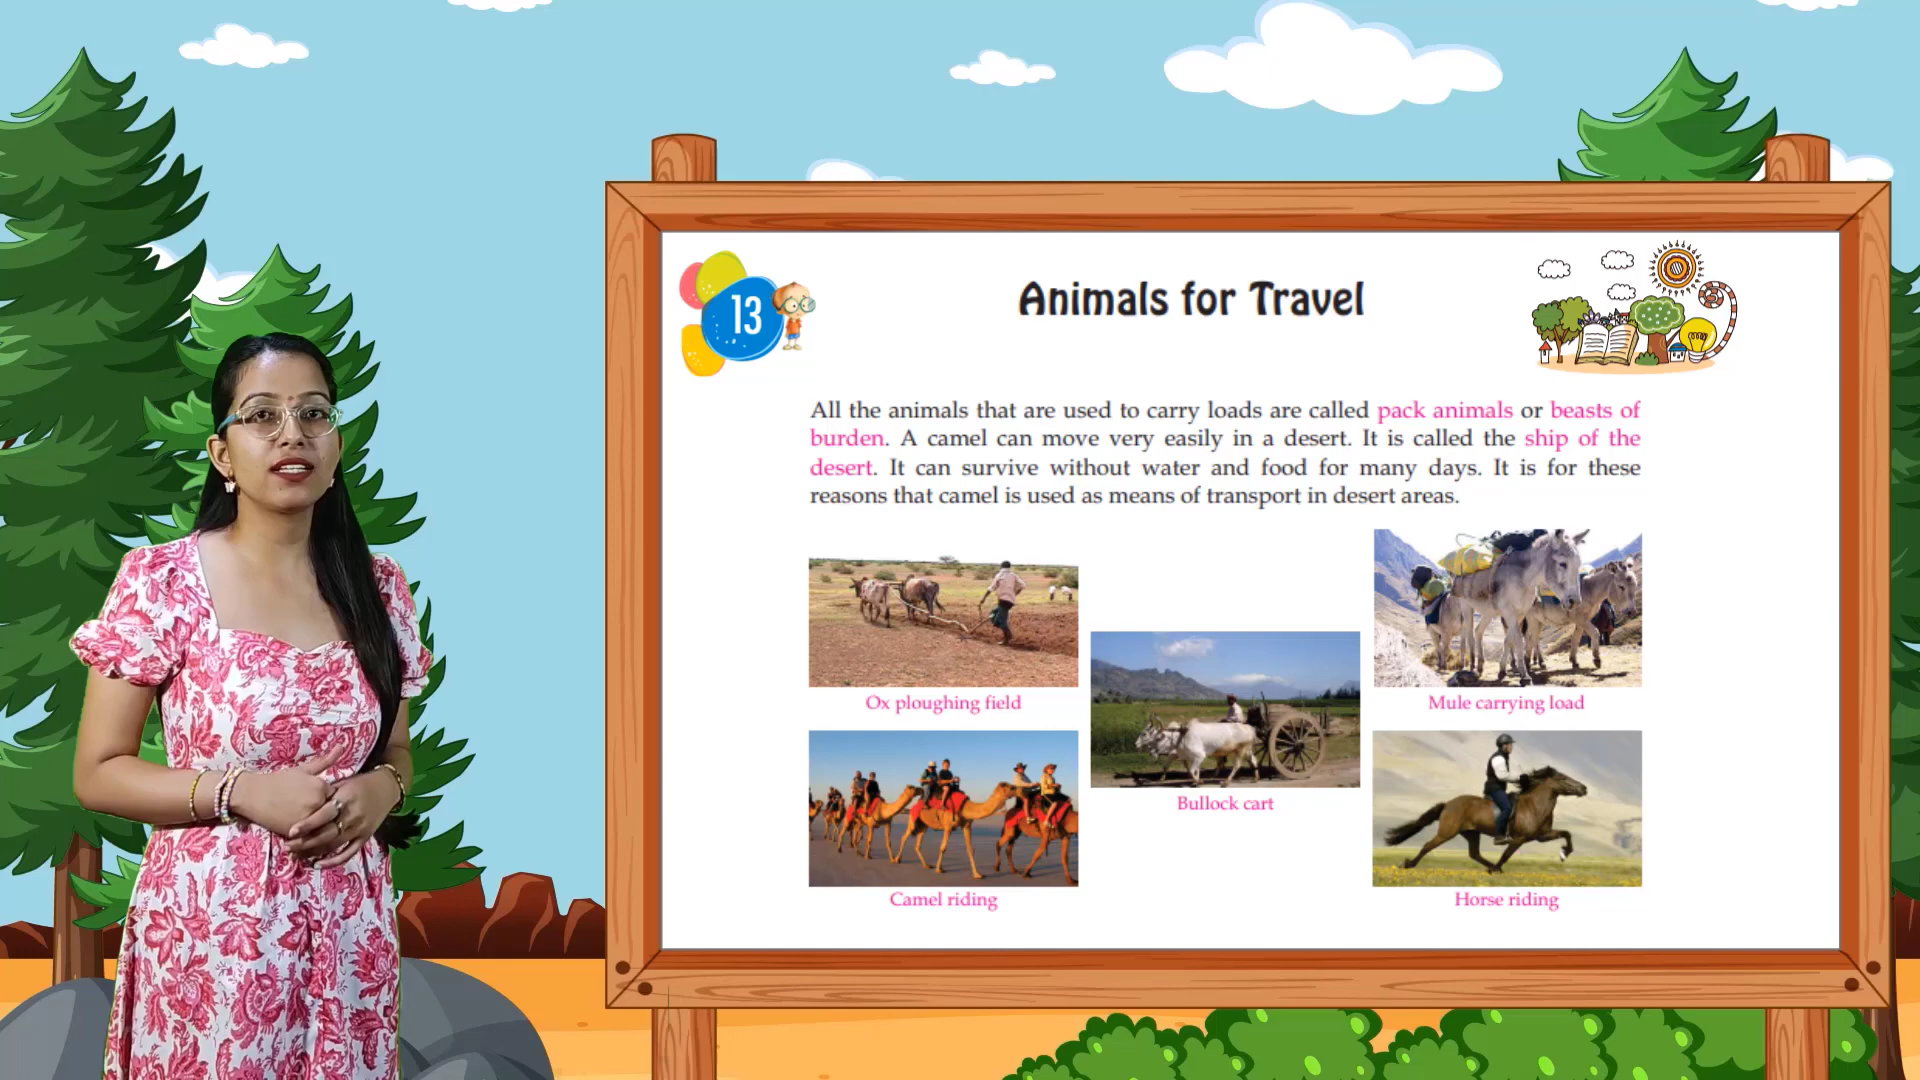 13
Animals for Travel
All the animals that are used to carry loads are called pack animals or beasts of
burden. A camel can move very easily in a desert. It is called the ship of the
desert. It can survive without water and food for many days. It is for these
reasons that camel is used as means of transport in desert areas.
Ox ploughing field
Mule carrying load
Bullock cart
Camel riding
Horse riding